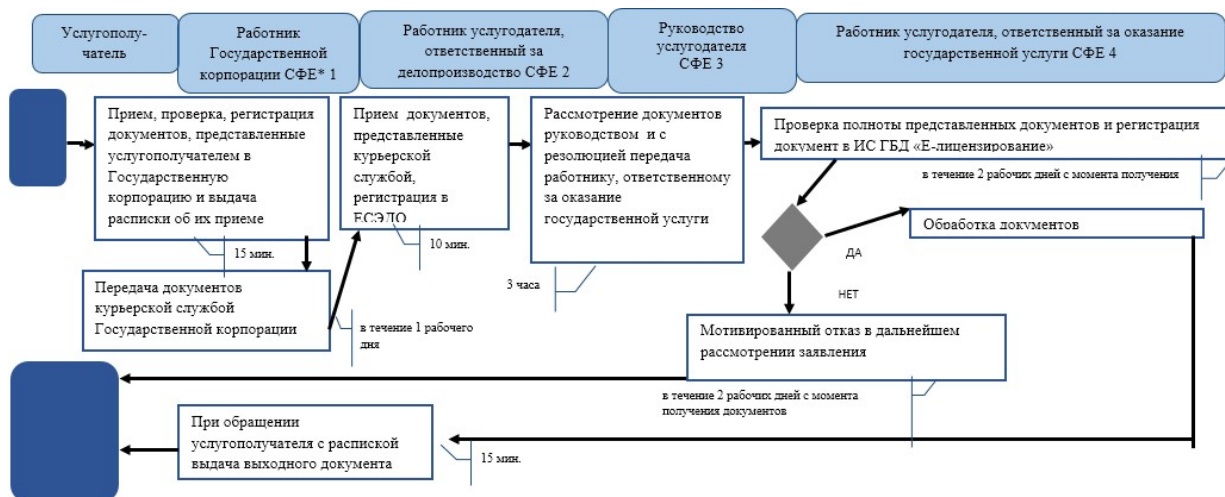 Услугополу-
чатель
Работник
Государственной
корпорации СФЕ* 1
Работник услугодателя,
ответственный за
делопроизводство СФЕ 2
Руководство
услугодателя
СФЕ 3
Работник услугодателя, ответственный за оказание
государственной услуги СФЕ 4
Прием, проверка, регистрация
документов, представленные
услугополучателем в
Государственную
корпорацию и выдача
расписки об их приеме
15 мин.
Передача документов
курьерской службой
Государственной корпорации
в течение 1 рабочего
дня
Прием документов,
представленные
курьерской
службой,
регистрация в
ЕСЭДО
10 мин.
Рассмотрение документов
руководством и с
резолюцией передача
работнику, ответственному
за оказание
государственной услуги
3 часа
Проверка полноты представленных документов и регистрация
документ в ИС ГБД «Е-лицензирование»
в течение 2 рабочих дней с момента получения
Обработка документов
ДА
НЕТ
Мотивированный отказ в дальнейшем
рассмотрении заявления
в течение 2 рабочих дней с момента
получения документов
При обращении
услугополучателя с распиской
выдача выходного документа
15 мин.